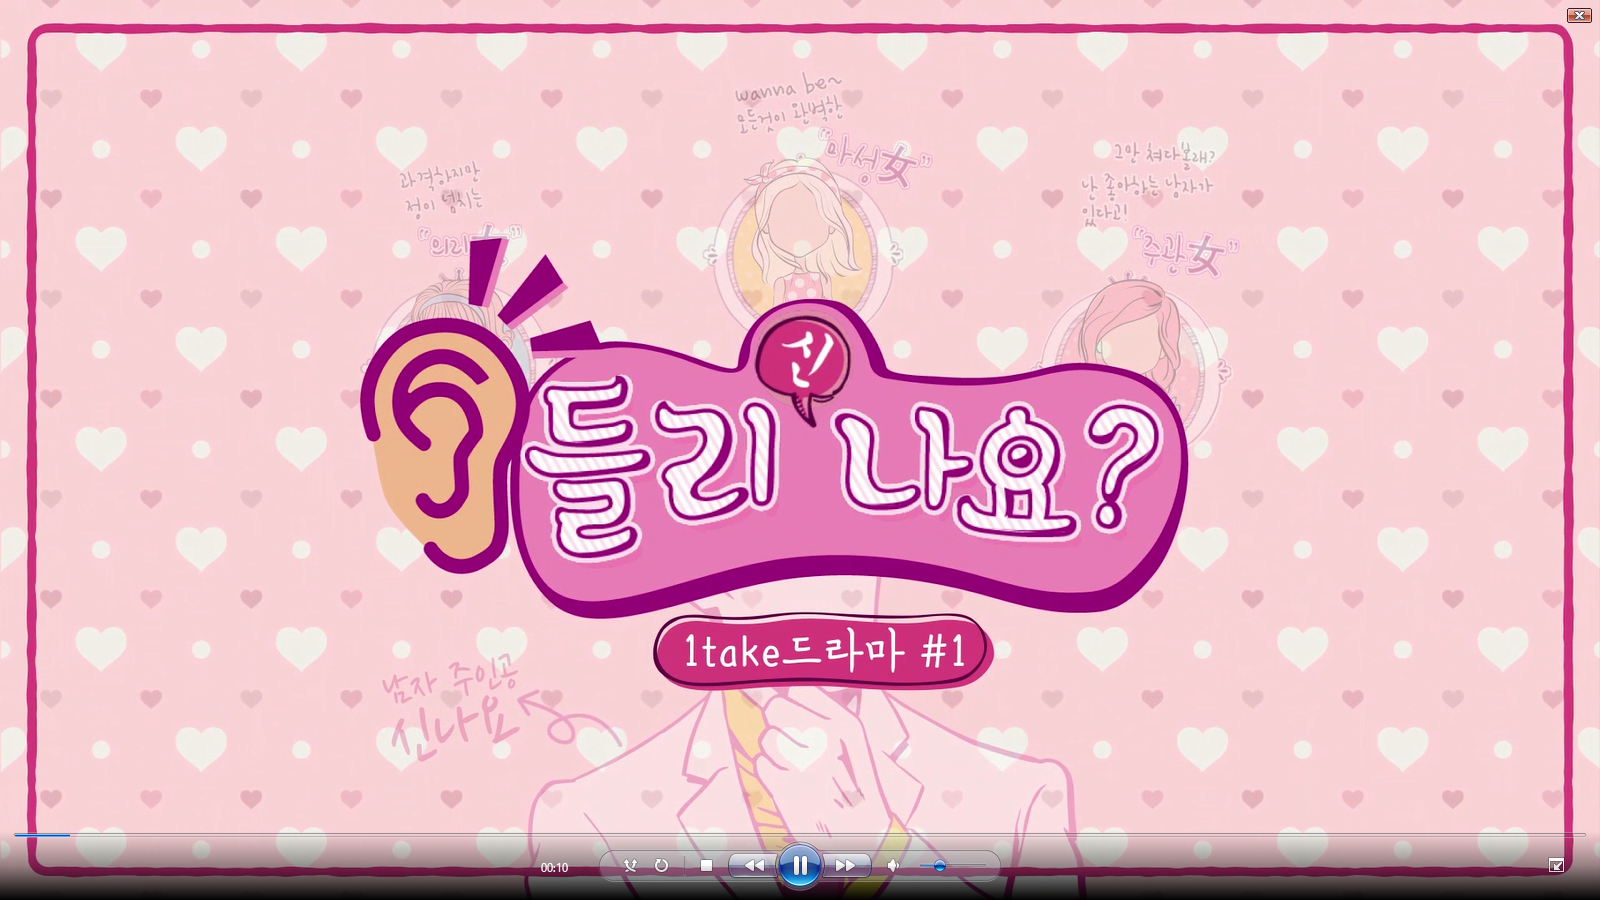 wanna be~
모든것이 완벽한
"마성女"
과격하지만
정이 넘치는
"의리女"
그만 쳐다볼래?
난 좋아하는 남자가
있다고!
"주관女"
신
들리 나요?
1take드라마 #1
남자 주인공
신나요
00:10